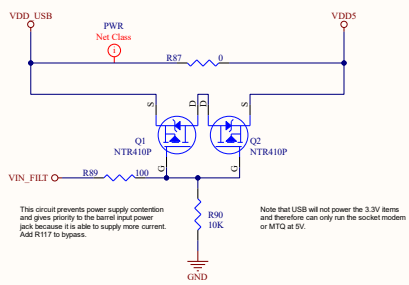 VDD_USB
VDD5
PWR
Net Class
1
R87
0
S
D
D
S
Q1
NTR410P
Q2
NTR410P
G
G
VIN_FILT
R89
100
R90
10K
GND
This circuit prevents power supply contention
and gives priority to the barrel input power
jack because it is able to supply more current.
Add R117 to bypass.
Note that USB will not power the 3.3V items
and therefore can only run the socket modem
or MTQ at 5V.